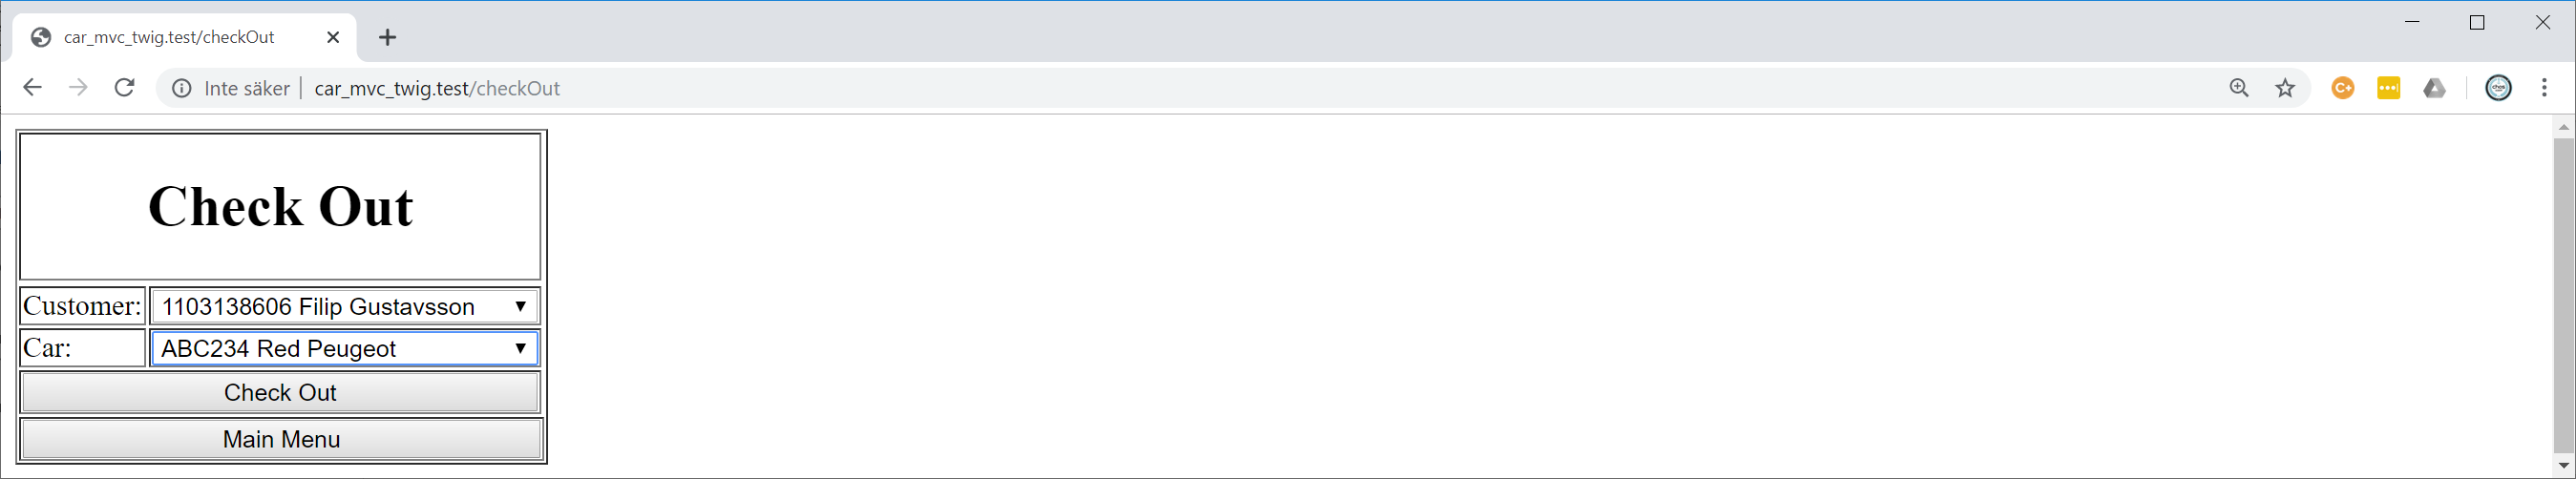 car_mvc_twig.test/checkOut
Inte säker | car_mvc_twig.test/checkOut
Check Out
Customer: 1103138606 Filip Gustavsson
Car: ABC234 Red Peugeot
Check Out
Main Menu